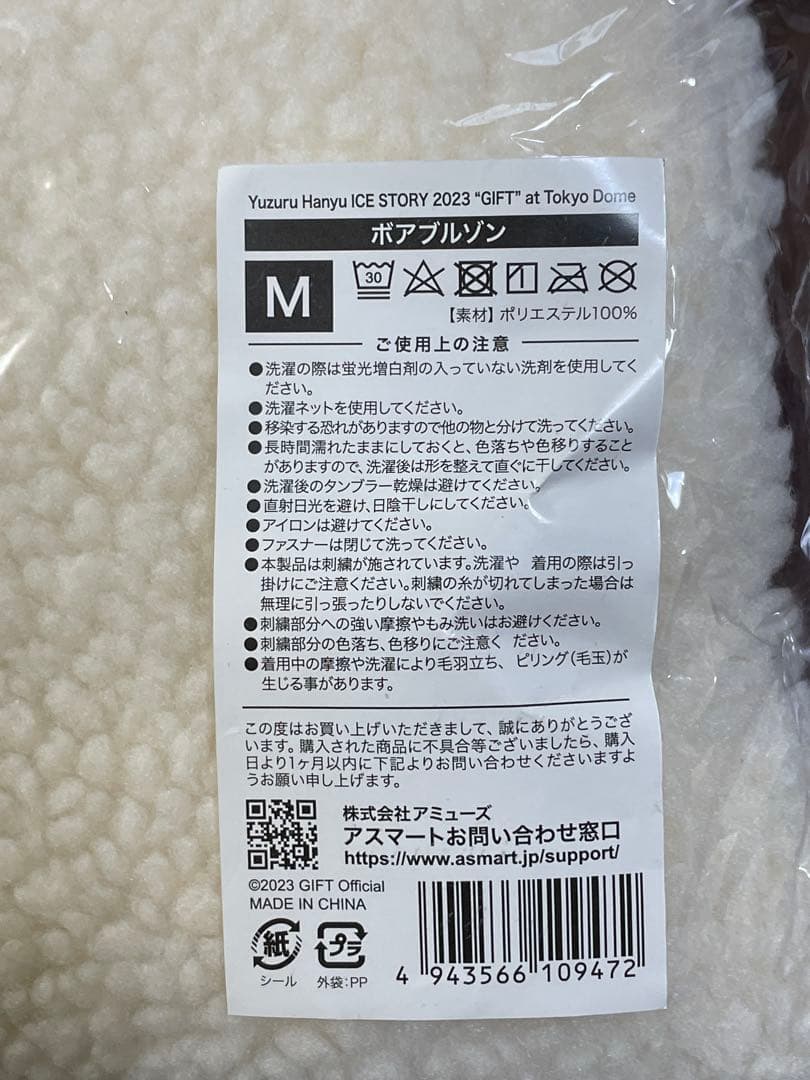 Yuzuru Hanyu ICE STORY 2023 “GIFT” at Tokyo Dome
ボアブルゾン
M
30
【素材】ポリエステル100%
ご使用上の注意
●洗濯の際は蛍光増白剤の入っていない洗剤を使用してく
ださい。
●洗濯ネットを使用してください。
●移染する恐れがありますので他の物と分けて洗ってください。
●長時間濡れたままにしておくと、色落ちや色移りすること
がありますので、洗濯後は形を整えて直ぐに干してください。
●洗濯後のタンブラー乾燥は避けてください。
●直射日光を避け、日陰干しにしてください。
●アイロンは避けてください。
●ファスナーは閉じて洗ってください。
●本製品は刺繍が施されています。洗濯や 着用の際は引っ
掛けにご注意ください。刺繍の糸が切れてしまった場合は
無理に引っ張ったりしないでください。
●刺繍部分への強い摩擦やもみ洗いはお避けください。
●刺繍部分の色落ち、色移りにご注意く ださい。
●着用中の摩擦や洗濯により毛羽立ち、ピリング(毛玉)が
生じる事があります。
この度はお買い上げいただきまして、誠にありがとうござ
います。購入された商品に不具合等ございましたら、購入
日より1ヶ月以内に下記よりお問い合わせくださいますよ
うお願い申し上げます。
株式会社アミューズ
アスマートお問い合わせ窓口
https://www.asmart.jp/support/
©2023 GIFT Official
MADE IN CHINA
紙 プラ
シール 外袋:PP
4 943566 109472